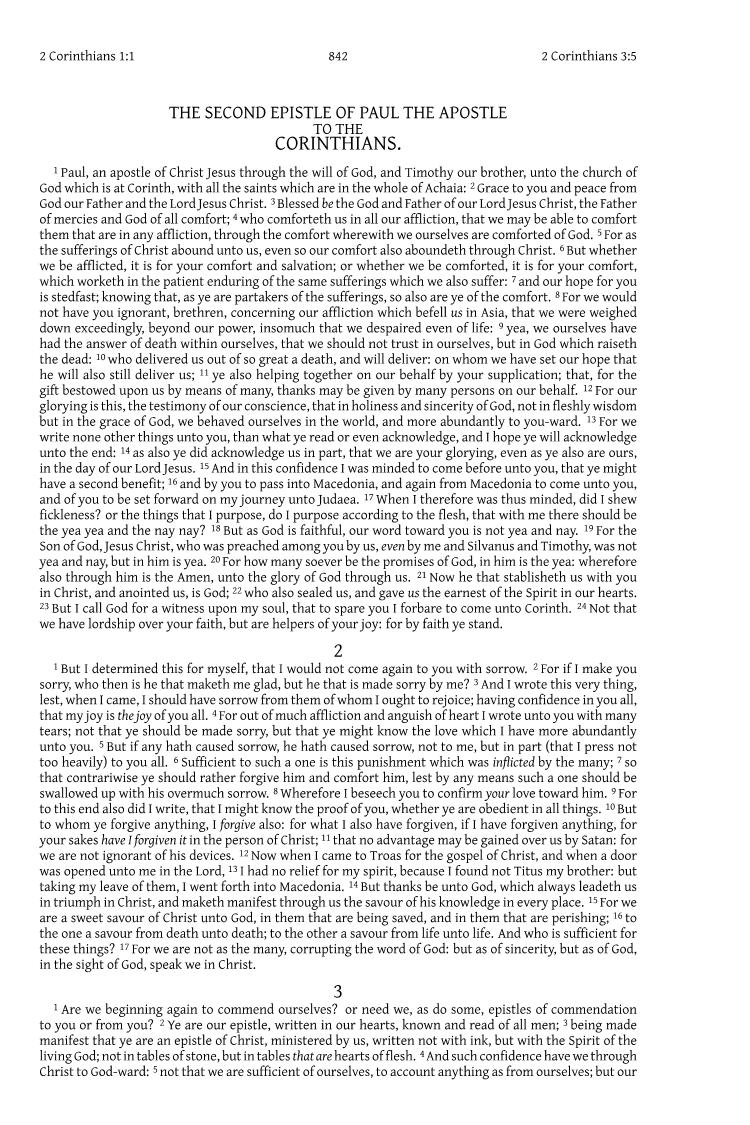 2 Corinthians 1:1 842 2 Corinthians 3:5
THE SECOND EPISTLE OF PAUL THE APOSTLE
TO THE
CORINTHIANS.
1 Paul, an apostle of Christ Jesus through the will of God, and Timothy our brother, unto the church of
God which is at Corinth, with all the saints which are in the whole of Achaia: 2 Grace to you and peace from
God our Father and the Lord Jesus Christ. 3 Blessed be the God and Father of our Lord Jesus Christ, the Father
of mercies and God of all comfort; 4 who comforteth us in all our affliction, that we may be able to comfort
them that are in any affliction, through the comfort wherewith we ourselves are comforted of God. 5 For as
the sufferings of Christ abound unto us, even so our comfort also aboundeth through Christ. 6 But whether
we be afflicted, it is for your comfort and salvation; or whether we be comforted, it is for your comfort,
which worketh in the patient enduring of the same sufferings which we also suffer: 7 and our hope for you
is stedfast; knowing that, as ye are partakers of the sufferings, so also are ye of the comfort. 8 For we would
not have you ignorant, brethren, concerning our affliction which befell us in Asia, that we were weighed
down exceedingly, beyond our power, insomuch that we despaired even of life: 9 yea, we ourselves have
had the answer of death within ourselves, that we should not trust in ourselves, but in God which raiseth
the dead: 10 who delivered us out of so great a death, and will deliver: on whom we have set our hope that
he will also still deliver us; 11 ye also helping together on our behalf by your supplication; that, for the
gift bestowed upon us by means of many, thanks may be given by many persons on our behalf. 12 For our
glorying is this, the testimony of our conscience, that in holiness and sincerity of God, not in fleshly wisdom
but in the grace of God, we behaved ourselves in the world, and more abundantly to you-ward. 13 For we
write none other things unto you, than what ye read or even acknowledge, and I hope ye will acknowledge
unto the end: 14 as also ye did acknowledge us in part, that we are your glorying, even as ye also are ours,
in the day of our Lord Jesus. 15 And in this confidence I was minded to come before unto you, that ye might
have a second benefit; 16 and by you to pass into Macedonia, and again from Macedonia to come unto you,
and of you to be set forward on my journey unto Judaea. 17 When I therefore was thus minded, did I shew
fickleness? or the things that I purpose, do I purpose according to the flesh, that with me there should be
the yea yea and the nay nay? 18 But as God is faithful, our word toward you is not yea and nay. 19 For the
Son of God, Jesus Christ, who was preached among you by us, even by me and Silvanus and Timothy, was not
yea and nay, but in him is yea. 20 For how many soever be the promises of God, in him is the yea: wherefore
also through him is the Amen, unto the glory of God through us. 21 Now he that stablisheth us with you
in Christ, and anointed us, is God; 22 who also sealed us, and gave us the earnest of the Spirit in our hearts.
23 But I call God for a witness upon my soul, that to spare you I forbare to come unto Corinth. 24 Not that
we have lordship over your faith, but are helpers of your joy: for by faith ye stand.
2
1 But I determined this for myself, that I would not come again to you with sorrow. 2 For if I make you
sorry, who then is he that maketh me glad, but he that is made sorry by me? 3 And I wrote this very thing,
lest, when I came, I should have sorrow from them of whom I ought to rejoice; having confidence in you all,
that my joy is the joy of you all. 4 For out of much affliction and anguish of heart I wrote unto you with many
tears; not that ye should be made sorry, but that ye might know the love which I have more abundantly
unto you. 5 But if any hath caused sorrow, he hath caused sorrow, not to me, but in part (that I press not
too heavily) to you all. 6 Sufficient to such a one is this punishment which was inflicted by the many; 7 so
that contrariwise ye should rather forgive him and comfort him, lest by any means such a one should be
swallowed up with his overmuch sorrow. 8 Wherefore I beseech you to confirm your love toward him. 9 For
to this end also did I write, that I might know the proof of you, whether ye are obedient in all things. 10 But
to whom ye forgive anything, I forgive also: for what I also have forgiven, if I have forgiven anything, for
your sakes have I forgiven it in the person of Christ; 11 that no advantage may be gained over us by Satan: for
we are not ignorant of his devices. 12 Now when I came to Troas for the gospel of Christ, and when a door
was opened unto me in the Lord, 13 I had no relief for my spirit, because I found not Titus my brother: but
taking my leave of them, I went forth into Macedonia. 14 But thanks be unto God, which always leadeth us
in triumph in Christ, and maketh manifest through us the savour of his knowledge in every place. 15 For we
are a sweet savour of Christ unto God, in them that are being saved, and in them that are perishing; 16 to
the one a savour from death unto death; to the other a savour from life unto life. And who is sufficient for
these things? 17 For we are not as the many, corrupting the word of God: but as of sincerity, but as of God,
in the sight of God, speak we in Christ.
3
1 Are we beginning again to commend ourselves? or need we, as do some, epistles of commendation
to you or from you? 2 Ye are our epistle, written in our hearts, known and read of all men; 3 being made
manifest that ye are an epistle of Christ, ministered by us, written not with ink, but with the Spirit of the
living God; not in tables of stone, but in tables that are hearts of flesh. 4 And such confidence have we through
Christ to God-ward: 5 not that we are sufficient of ourselves, to account anything as from ourselves; but our